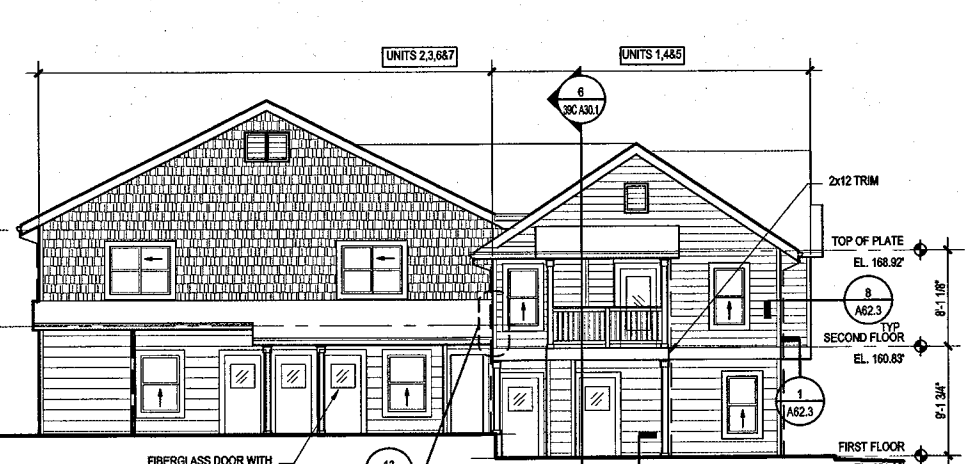 UNITS 2,3,6&7
UNITS 1,4&5
6
39C A30.1
2x12 TRIM
TOP OF PLATE
EL. 168.92'
8
A62.3
TYP
SECOND FLOOR
EL. 160.83'
8'-1 1/8"
1
A62.3
9'-1 3/4"
FIRST FLOOR
FIBERGLASS DOOR WITH